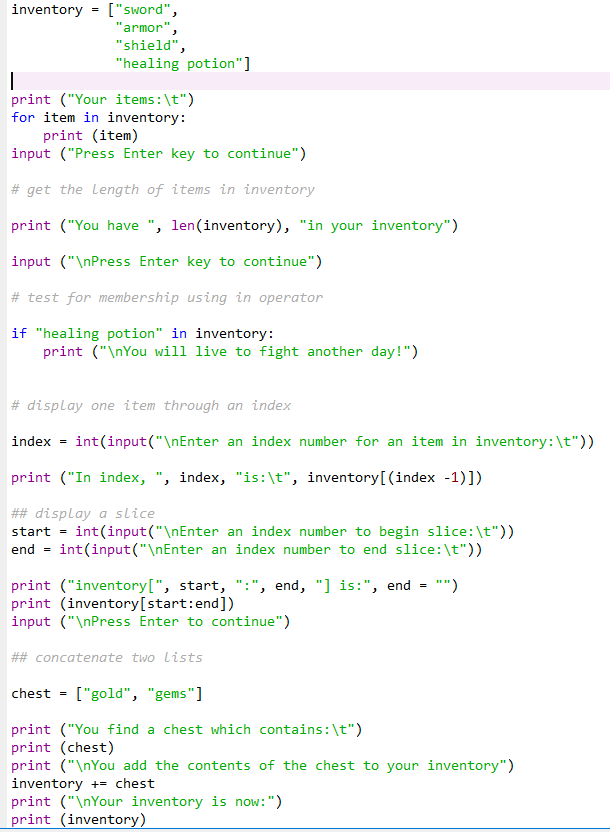 inventory = ["sword",
"armor",
"shield",
"healing potion"]
print ("Your items:\t")
for item in inventory:
print (item)
input ("Press Enter key to continue")
# get the length of items in inventory
print ("You have ", len(inventory), "in your inventory")
input ("\nPress Enter key to continue")
# test for membership using in operator
if "healing potion" in inventory:
print ("\nYou will live to fight another day!")
# display one item through an index
index = int(input("\nEnter an index number for an item in inventory:\t"))
print ("In index, ", index, "is:\t", inventory[(index -1)])
## display a slice
start = int(input("\nEnter an index number to begin slice:\t"))
end = int(input("\nEnter an index number to end slice:\t"))
print ("inventory[", start, ":", end, "] is:", end = "")
print (inventory[start:end])
input ("\nPress Enter to continue")
## concatenate two lists
chest = ["gold", "gems"]
print ("You find a chest which contains:\t")
print (chest)
print ("\nYou add the contents of the chest to your inventory")
inventory += chest
print ("\nYour inventory is now:")
print (inventory)